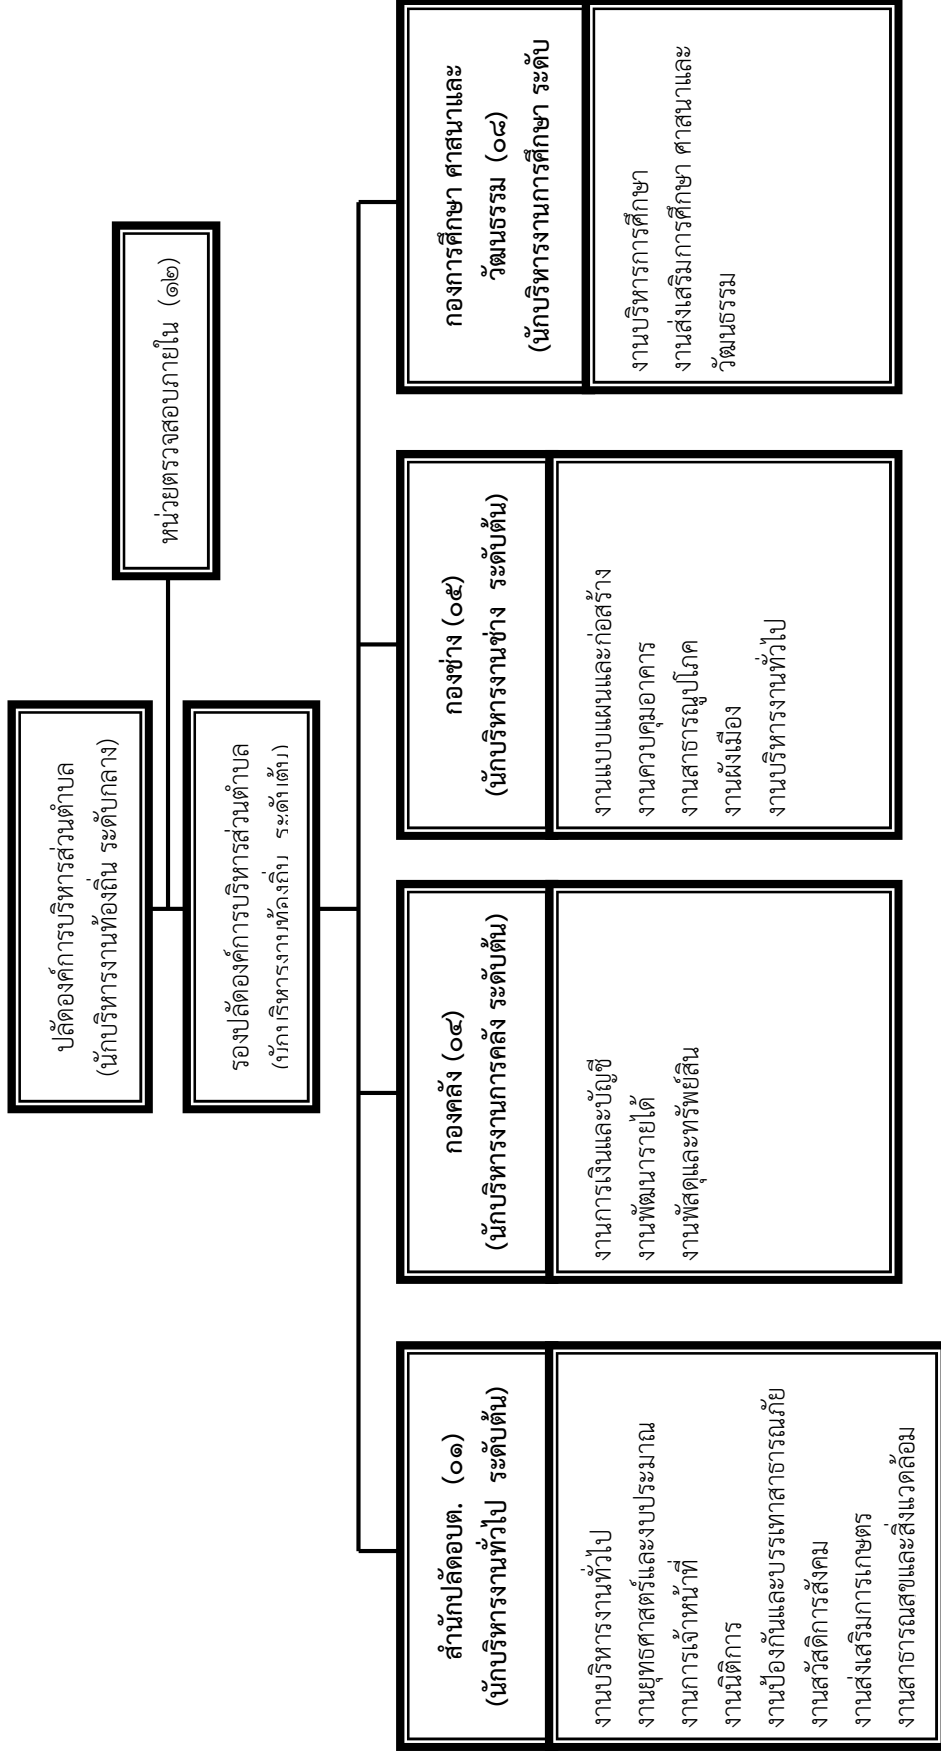 ปลัดองค์การบริหารส่วนตำบล
(นักบริหารงานท้องถิ่น ระดับกลาง)
หน่วยตรวจสอบภายใน (๑๒)
รองปลัดองค์การบริหารส่วนตำบล
(นักบริหารงานท้องถิ่น ระดับต้น)
สำนักปลัดอบต. (๐๑)
(นักบริหารงานทั่วไป ระดับต้น)
งานบริหารงานทั่วไป
งานยุทธศาสตร์และงบประมาณ
งานการเจ้าหน้าที่
งานนิติการ
งานป้องกันและบรรเทาสาธารณภัย
งานสวัสดิการสังคม
งานส่งเสริมการเกษตร
งานสาธารณสุขและสิ่งแวดล้อม
กองคลัง (๐๔)
(นักบริหารงานการคลัง ระดับต้น)
งานการเงินและบัญชี
งานพัฒนารายได้
งานพัสดุและทรัพย์สิน
กองช่าง (๐๕)
(นักบริหารงานช่าง ระดับต้น)
งานแบบแผนและก่อสร้าง
งานควบคุมอาคาร
งานสาธารณูปโภค
งานผังเมือง
งานบริหารงานทั่วไป
กองการศึกษา ศาสนาและ
วัฒนธรรม (๐๘)
(นักบริหารงานการศึกษา ระดับ
งานบริหารการศึกษา
งานส่งเสริมการศึกษา ศาสนาและ
วัฒนธรรม